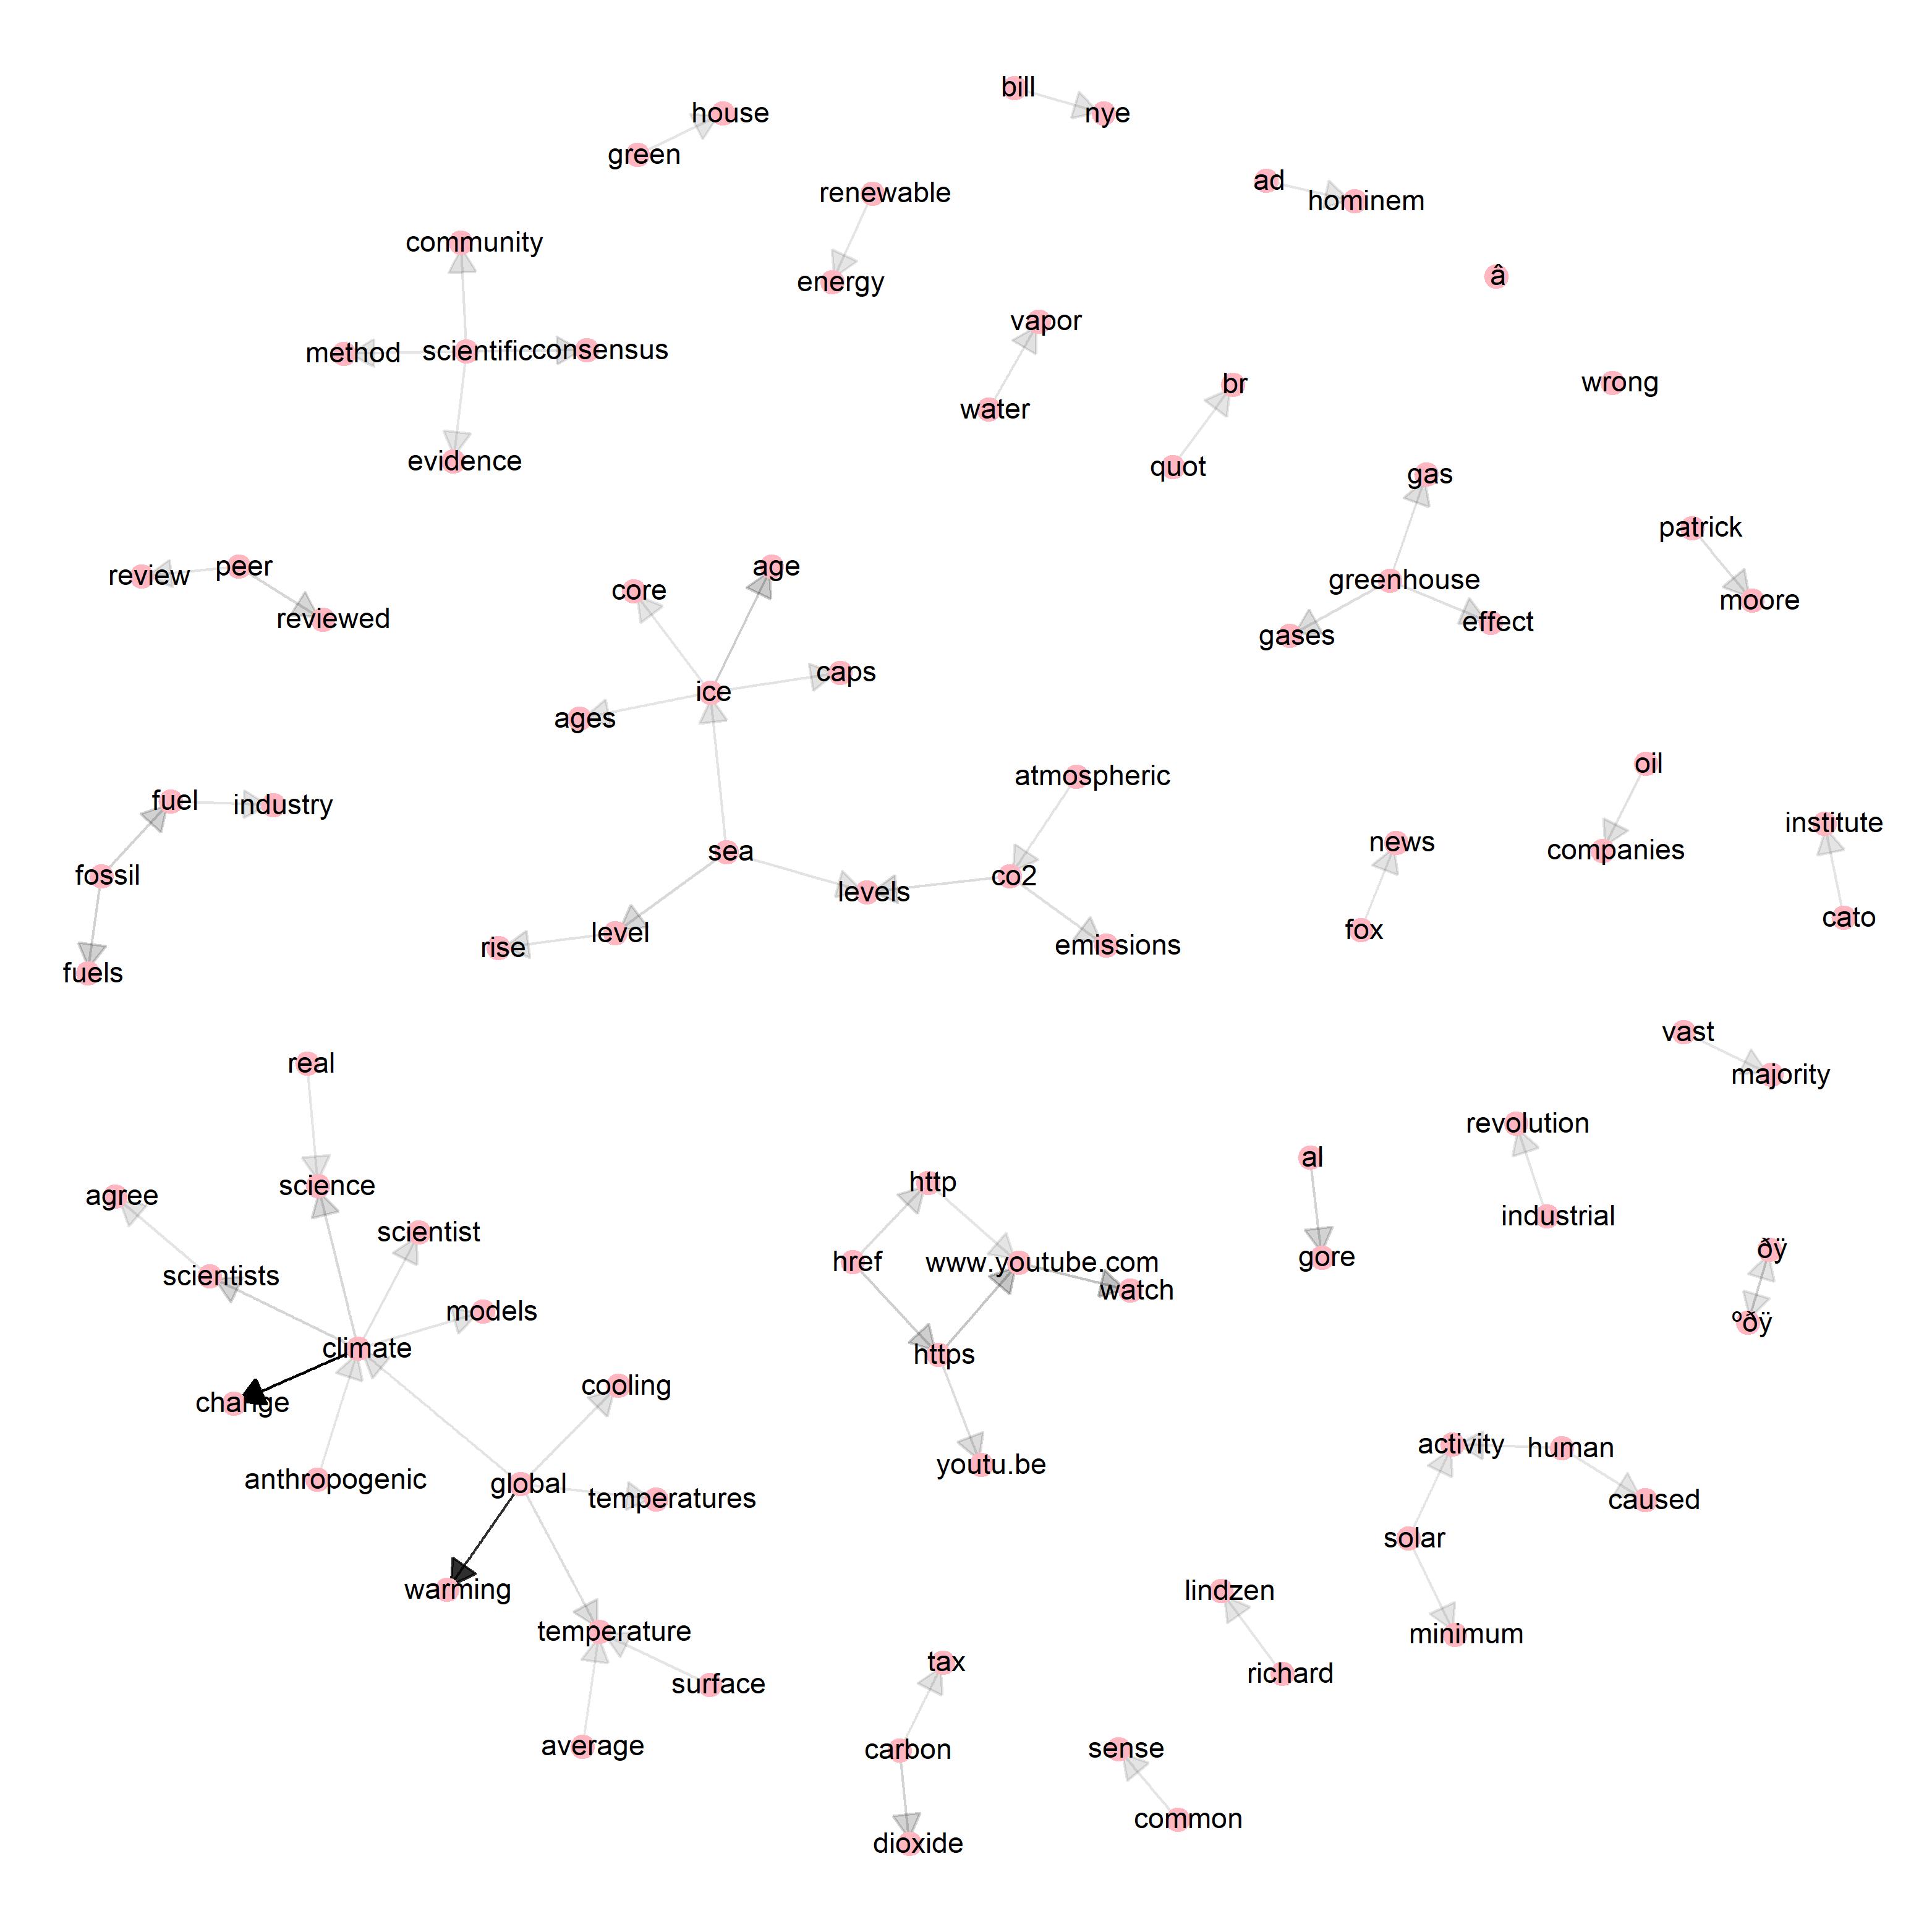 bill
house
nye
green
ad
renewable
hominem
community
â
energy
vapor
method
scientific
consensus
br
wrong
water
evidence
quot
gas
patrick
review
peer
core
age
greenhouse
moore
reviewed
gases
effect
caps
ice
ages
oil
atmospheric
fuel
industry
institute
news
sea
companies
fossil
co2
levels
cato
rise
level
emissions
fox
fuels
vast
real
majority
revolution
al
agree
science
http
scientist
industrial
scientists
href
www.youtube.com
gore
ðÿ
watch
models
ºðÿ
climate
https
change
cooling
activity
human
anthropogenic
global
youtu.be
temperatures
caused
solar
warming
lindzen
temperature
minimum
tax
surface
richard
average
carbon
sense
common
dioxide